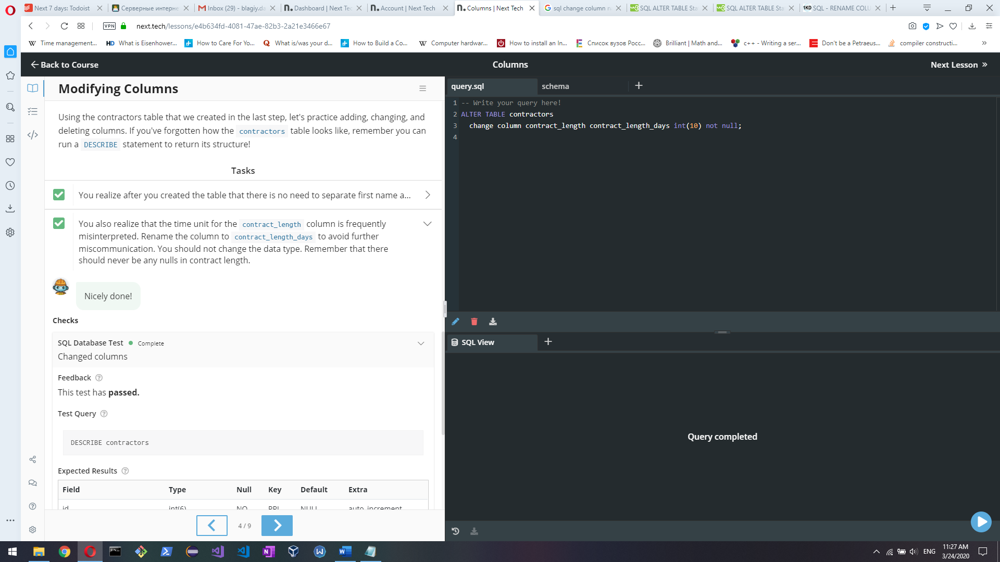 Next 7 days: Todoist
Серверные интерне
Inbox (29) - blagiy.da
Dashboard | Next Tec
Account | Next Tech
Columns | Next Tech
sql change column n
SQL ALTER TABLE Sta
SQL ALTER TABLE Sta
1KD SQL - RENAME COLU
VPN
next.tech/lessons/e4b634fd-4081-47ae-82b3-2a21e3466e67
Time management...
What is Eisenhower...
How to Care For Yo...
What is/was your d...
How to Build a Co...
Computer hardwar...
How to install an In...
Список вузов Росс...
Brilliant | Math and...
c++ - Writing a ser...
Don't be a Petraeus...
compiler constructi...
Back to Course
Columns
Next Lesson »
Modifying Columns
Using the contractors table that we created in the last step, let's practice adding, changing, and
deleting columns. If you've forgotten how the contractors table looks like, remember you can
run a DESCRIBE statement to return its structure!
Tasks
You realize after you created the table that there is no need to separate first name a...
You also realize that the time unit for the contract_length column is frequently
misinterpreted. Rename the column to contract_length_days to avoid further
miscommunication. You should not change the data type. Remember that there
should never be any nulls in contract length.
Nicely done!
Checks
SQL Database Test Complete
Changed columns
Feedback
This test has passed.
Test Query
DESCRIBE contractors
Expected Results
Field Type Null Key Default Extra
id int(6) NO PRI NULL auto_increment
4 / 9
query.sql
schema
1 -- Write your query here!
2 ALTER TABLE contractors
3 change column contract_length contract_length_days int(10) not null;
4
SQL View
Query completed
ENG
11:27 AM
3/24/2020